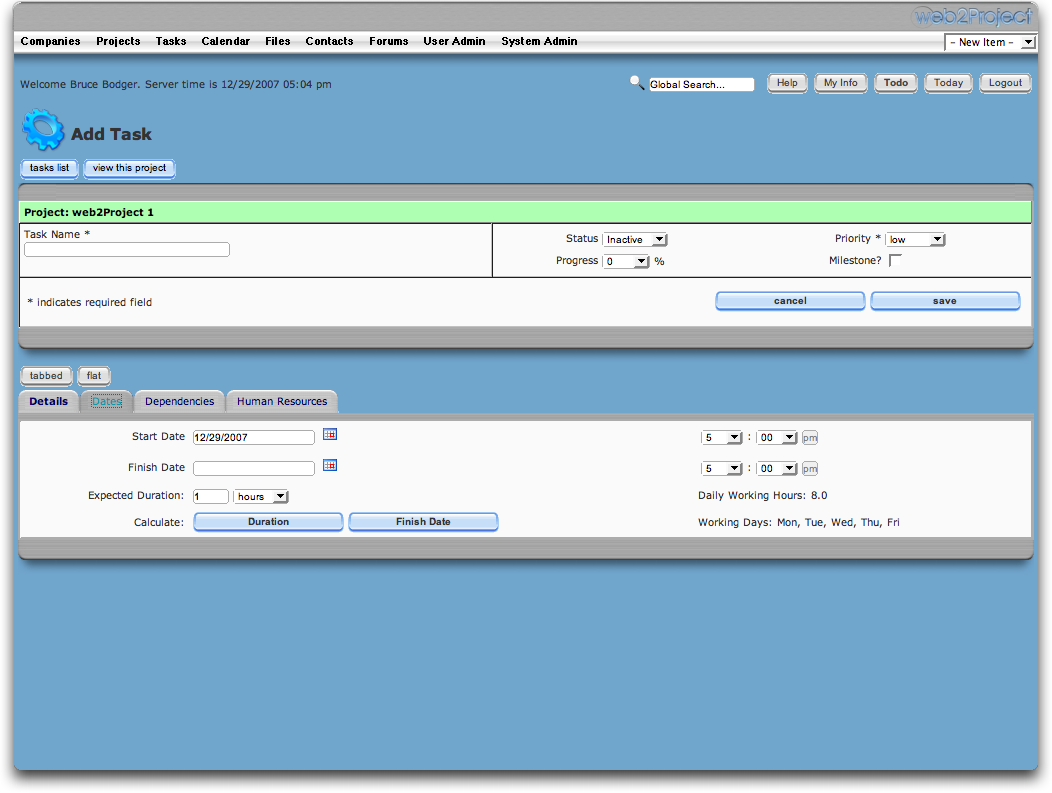 web2Project
Companies Projects Tasks Calendar Files Contacts Forums User Admin System Admin - New Item -
Welcome Bruce Bodger. Server time is 12/29/2007 05:04 pm Global Search... Help My Info Todo Today Logout
Add Task
tasks list view this project
Project: web2Project 1
Task Name * Status Inactive Priority * low
Progress 0 % Milestone?
* indicates required field cancel save
tabbed flat
Details Dates Dependencies Human Resources
Start Date 12/29/2007 5 : 00 pm
Finish Date 5 : 00 pm
Expected Duration: 1 hours Daily Working Hours: 8.0
Calculate: Duration Finish Date Working Days: Mon, Tue, Wed, Thu, Fri